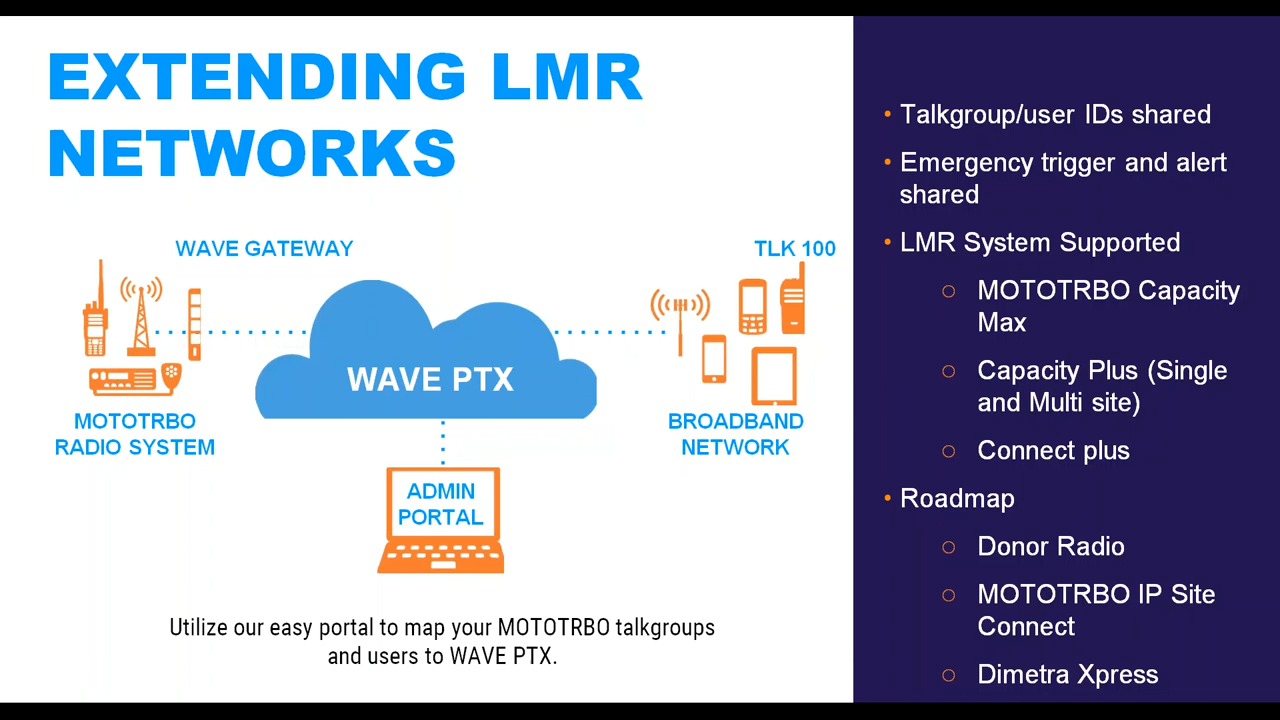 EXTENDING LMR
NETWORKS
WAVE GATEWAY
TLK 100
WAVE PTX
MOTOTRBO
RADIO SYSTEM
BROADBAND
NETWORK
ADMIN
PORTAL
Utilize our easy portal to map your MOTOTRBO talkgroups
and users to WAVE PTX.
• Talkgroup/user IDs shared
• Emergency trigger and alert
shared
• LMR System Supported
○ MOTOTRBO Capacity
Max
○ Capacity Plus (Single
and Multi site)
○ Connect plus
• Roadmap
○ Donor Radio
○ MOTOTRBO IP Site
Connect
○ Dimetra Xpress